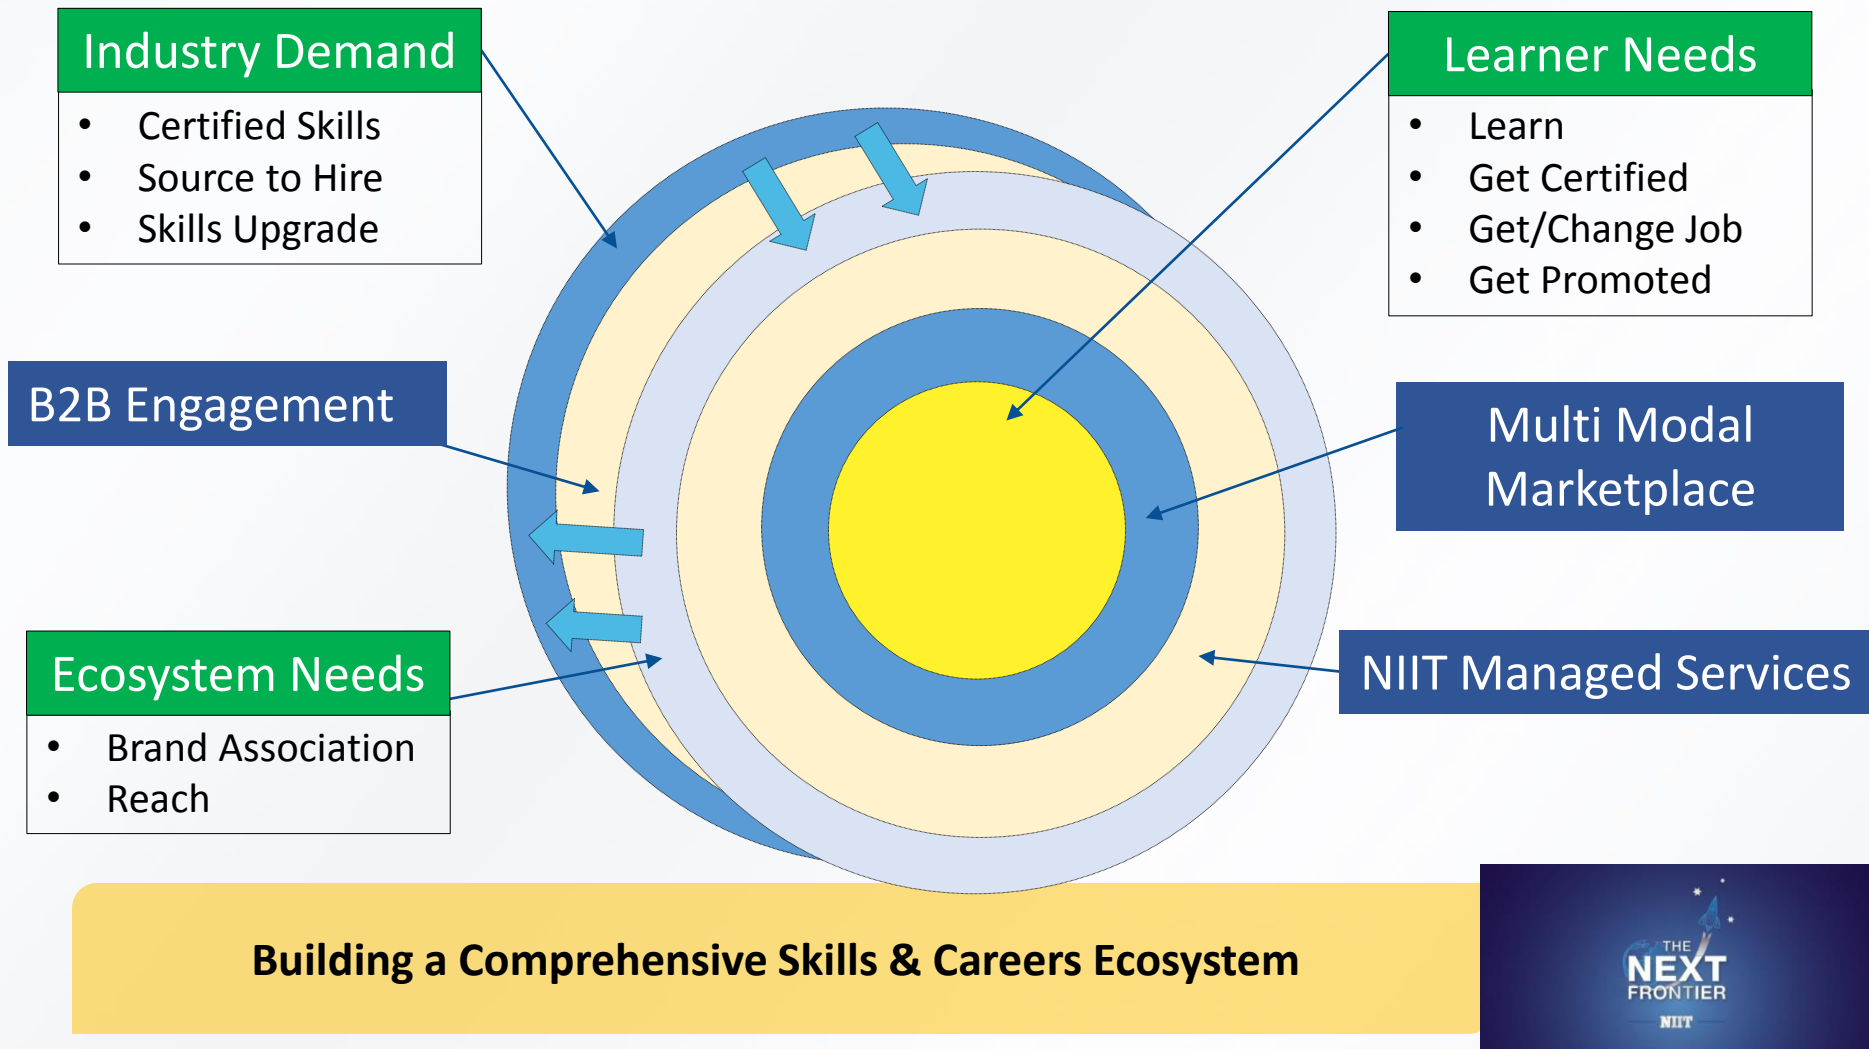 Industry Demand
• Certified Skills
• Source to Hire
• Skills Upgrade
Learner Needs
• Learn
• Get Certified
• Get/Change Job
• Get Promoted
B2B Engagement
Multi Modal
Marketplace
Ecosystem Needs
• Brand Association
• Reach
NIIT Managed Services
Building a Comprehensive Skills & Careers Ecosystem
THE
NEXT
FRONTIER
NIIT